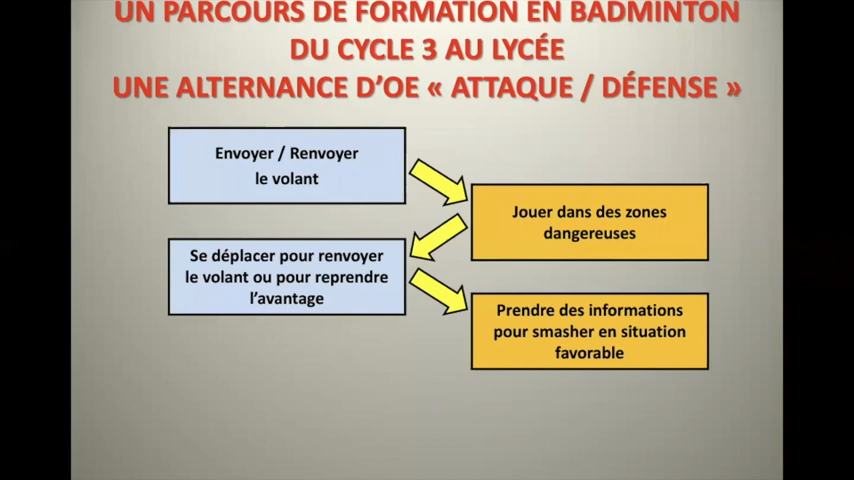 UN PARCOURS DE FORMATION EN BADMINTON
DU CYCLE 3 AU LYCÉE
UNE ALTERNANCE D'OE « ATTAQUE / DÉFENSE »
Envoyer / Renvoyer
le volant
Jouer dans des zones
dangereuses
Se déplacer pour renvoyer
le volant ou pour reprendre
l'avantage
Prendre des informations
pour smasher en situation
favorable